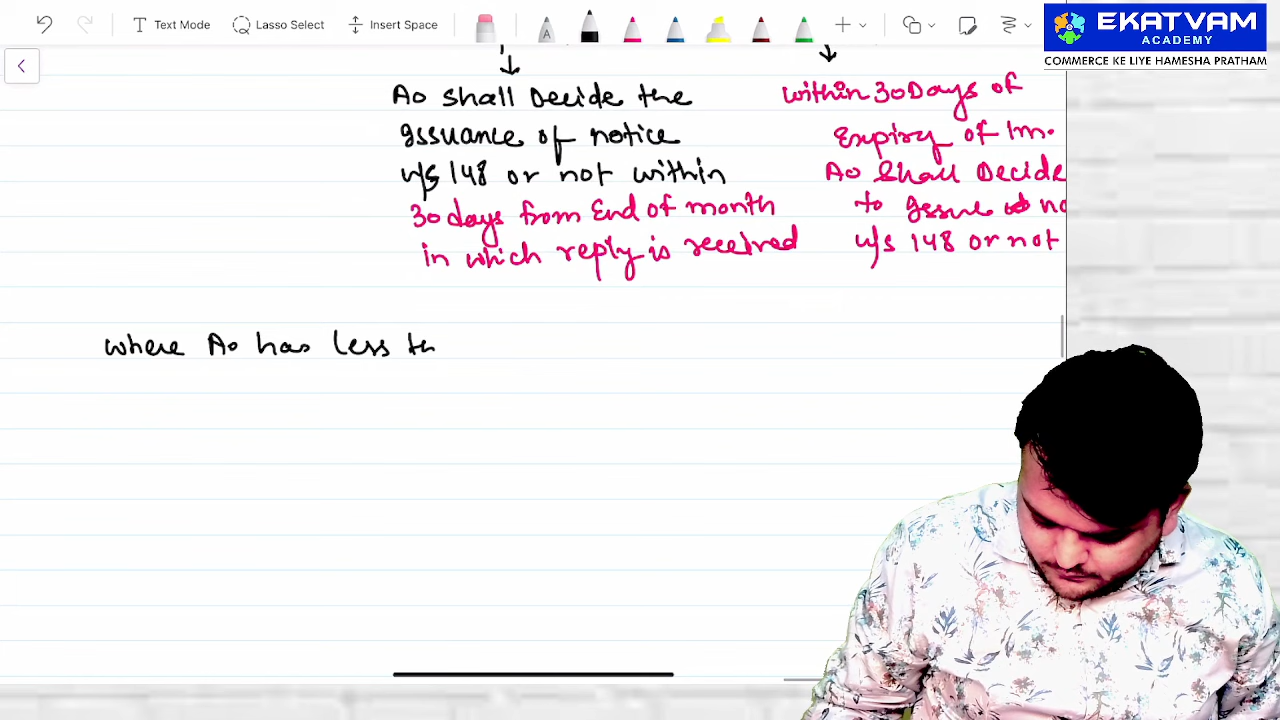 Text Mode
Lasso Select
Insert Space
EKATVAM
ACADEMY
COMMERCE KE LIYE HAMESHA PRATHAM
AO shall Decide the
issuance of notice
u/s 148 or not within
30 days from End of month
in which reply is received
within 30 Days of
Expiry of 1m.
AO shall Decide
to issue no
u/s 148 or not
where AO has less th